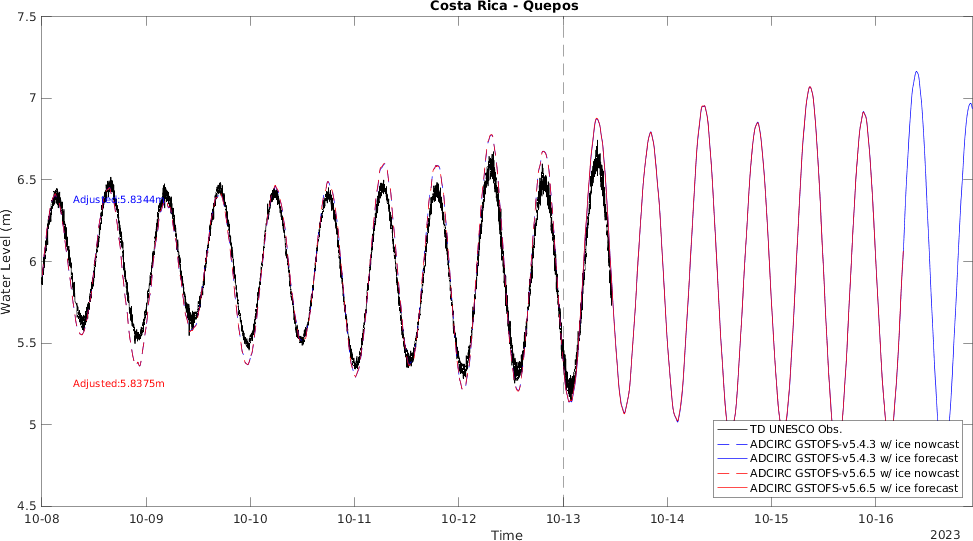 Costa Rica - Quepos
7.5
7
6.5
6
5.5
5
4.5
Water Level (m)
Adjusted:5.8344m
Adjusted:5.8375m
TD UNESCO Obs.
ADCIRC GSTOFS-v5.4.3 w/ ice nowcast
ADCIRC GSTOFS-v5.4.3 w/ ice forecast
ADCIRC GSTOFS-v5.6.5 w/ ice nowcast
ADCIRC GSTOFS-v5.6.5 w/ ice forecast
10-08 10-09 10-10 10-11 10-12 10-13 10-14 10-15 10-16
Time
2023